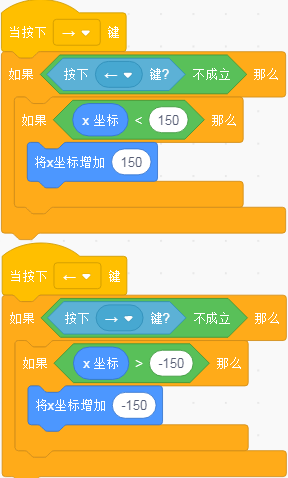 当按下 → 键
如果 按下 ← 键? 不成立 那么
如果 x 坐标 < 150 那么
将x坐标增加 150
当按下 ← 键
如果 按下 → 键? 不成立 那么
如果 x 坐标 > -150 那么
将x坐标增加 -150